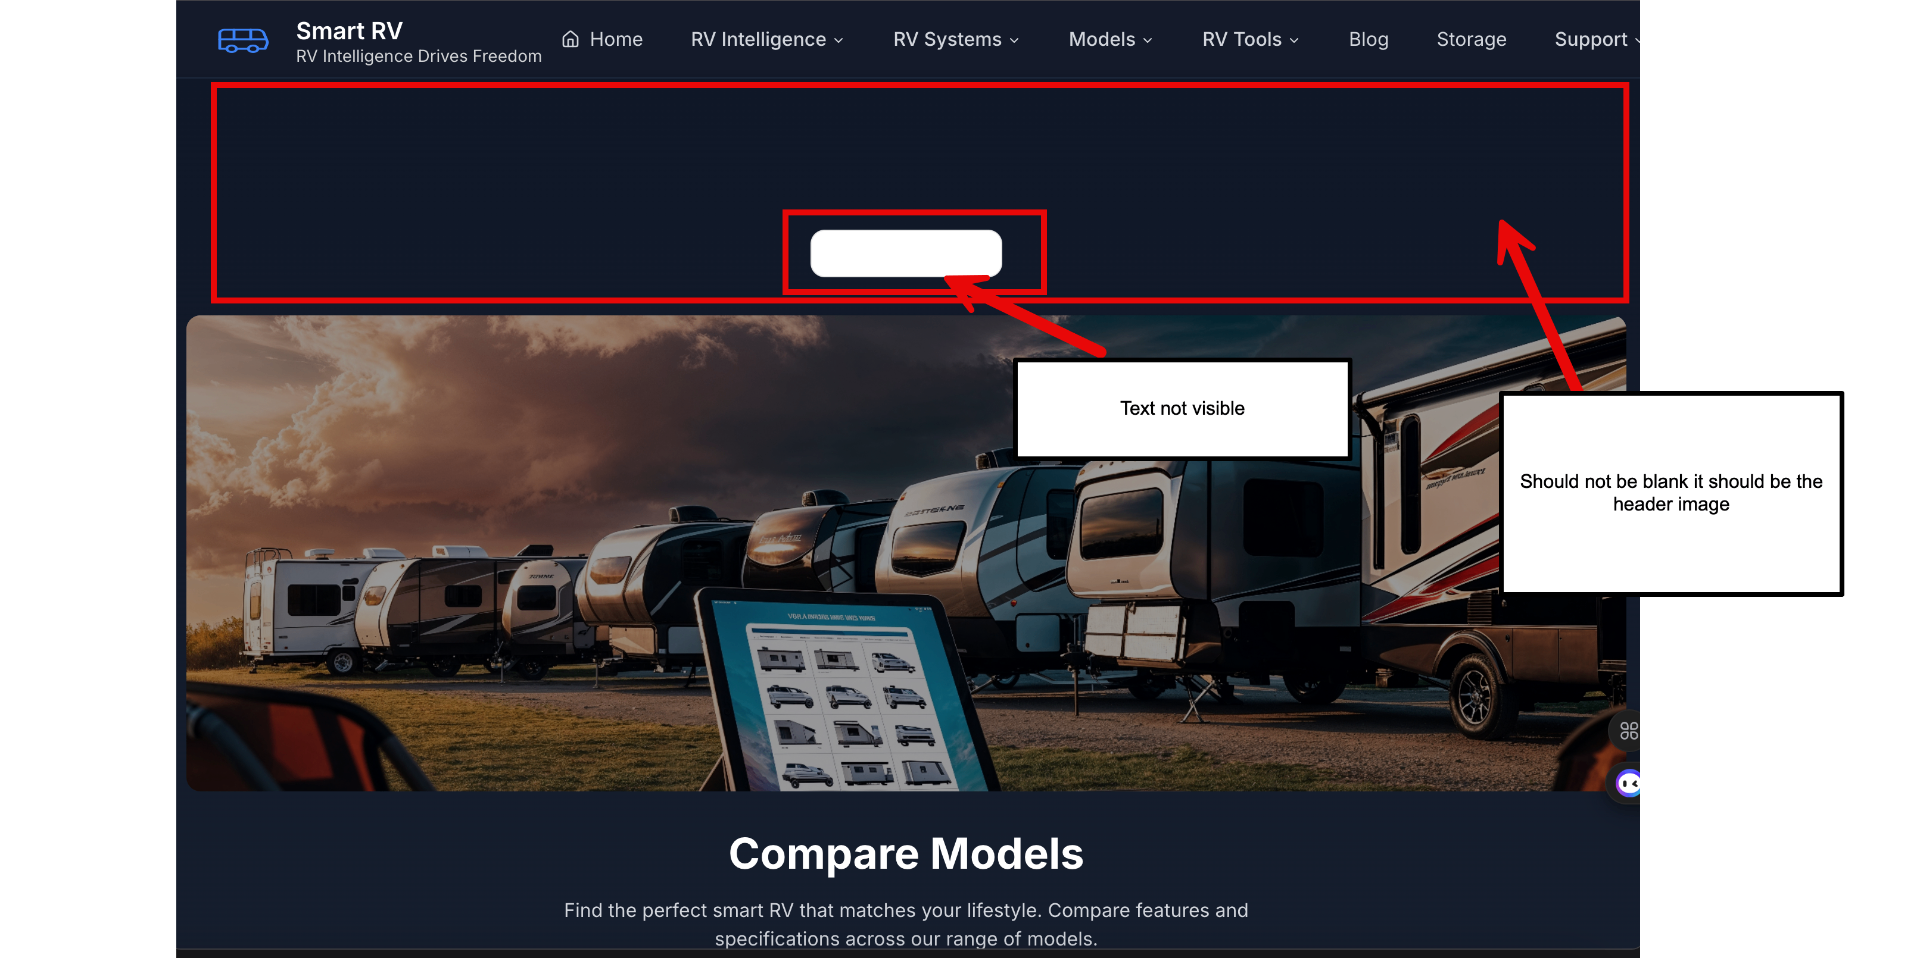 Smart RV
RV Intelligence Drives Freedom
Home
RV Intelligence
RV Systems
Models
RV Tools
Blog
Storage
Support
Text not visible
Should not be blank it should be the
header image
Compare Models
Find the perfect smart RV that matches your lifestyle. Compare features and
specifications across our range of models.